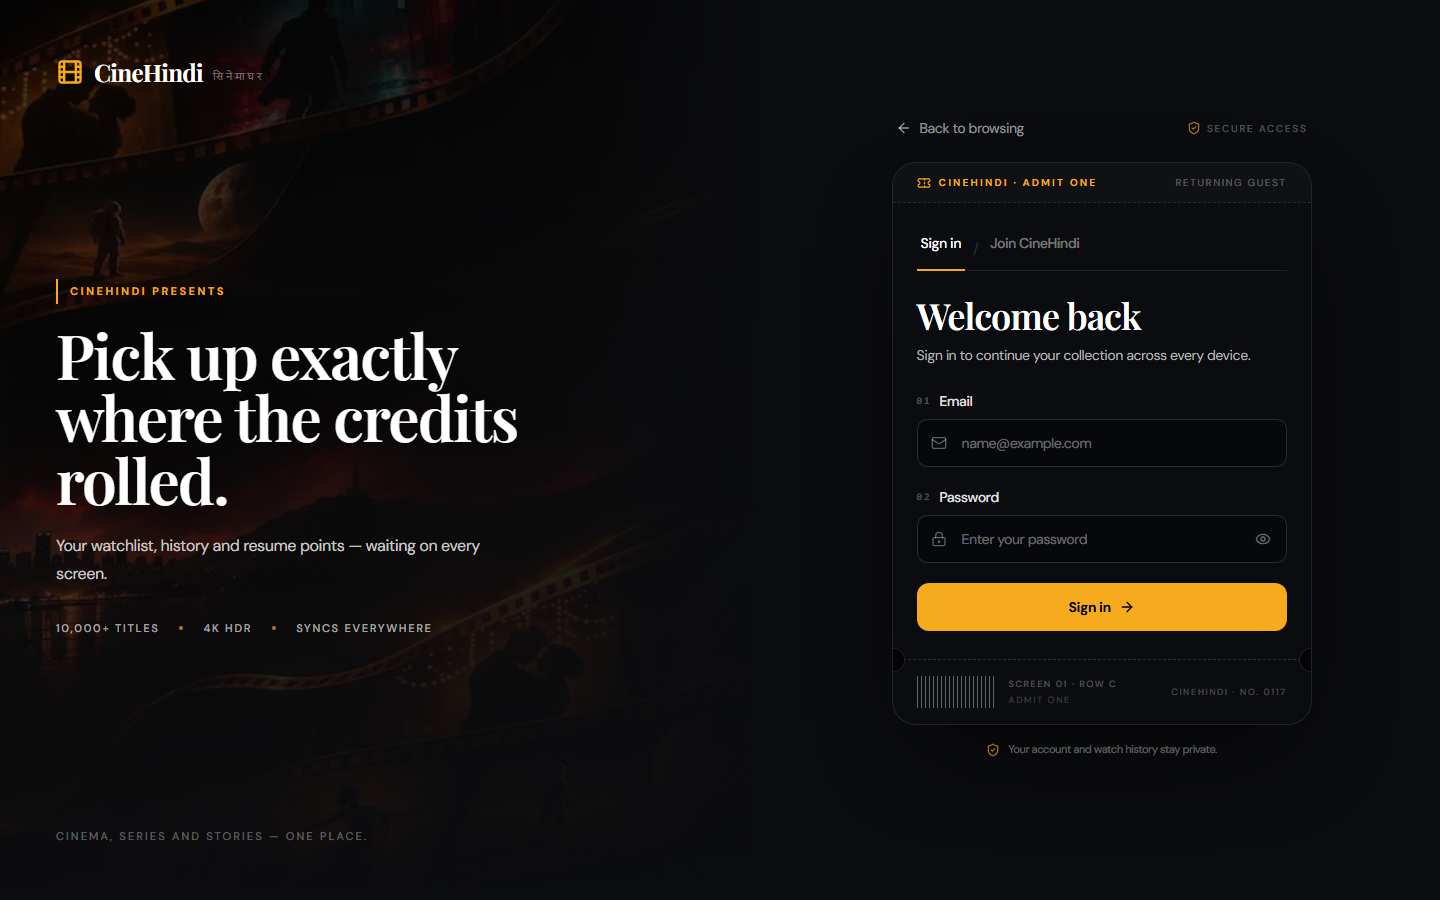 CineHindi सिनेमाघर
CINEHINDI PRESENTS
Pick up exactly
where the credits
rolled.
Your watchlist, history and resume points — waiting on every
screen.
10,000+ TITLES • 4K HDR • SYNCS EVERYWHERE
CINEMA, SERIES AND STORIES — ONE PLACE.
Back to browsing
SECURE ACCESS
CINEHINDI · ADMIT ONE
RETURNING GUEST
Sign in / Join CineHindi
Welcome back
Sign in to continue your collection across every device.
01 Email
name@example.com
02 Password
Enter your password
Sign in
SCREEN 01 · ROW C
ADMIT ONE
CINEHINDI · NO. 0117
Your account and watch history stay private.